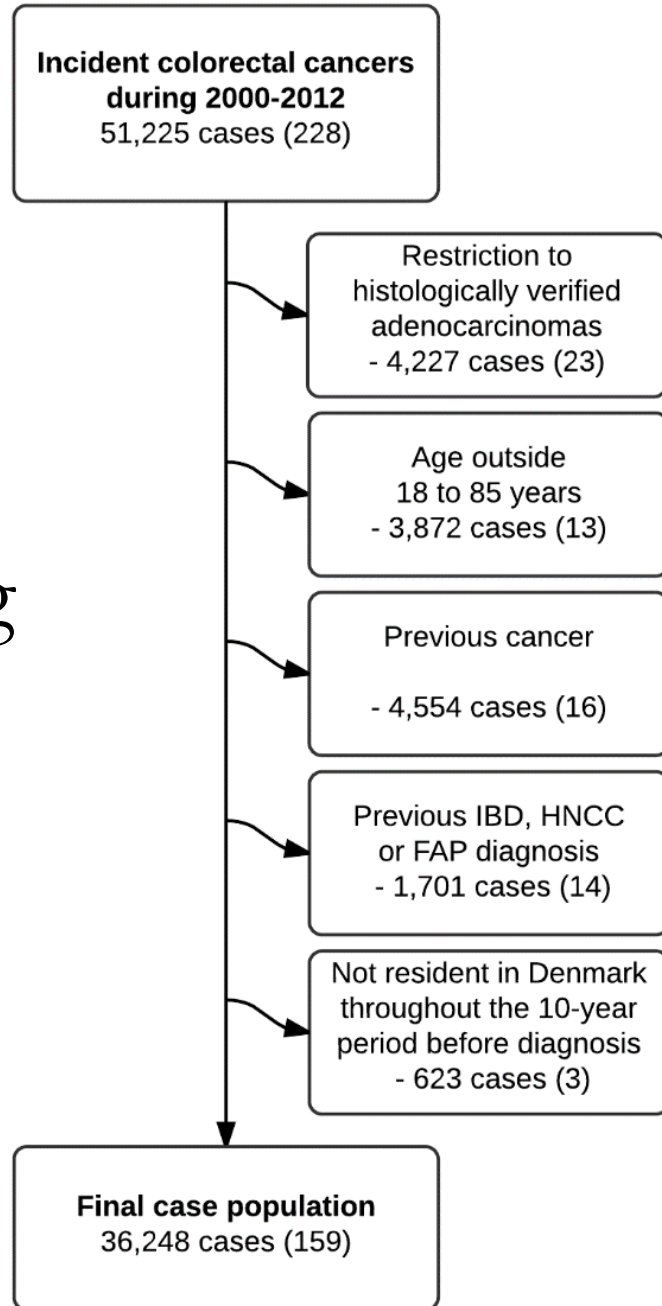 Incident colorectal cancers
during 2000-2012
51,225 cases (228)
Restriction to
histologically verified
adenocarcinomas
- 4,227 cases (23)
Age outside
18 to 85 years
- 3,872 cases (13)
g
Previous cancer
- 4,554 cases (16)
Previous IBD, HNCC
or FAP diagnosis
- 1,701 cases (14)
Not resident in Denmark
throughout the 10-year
period before diagnosis
- 623 cases (3)
Final case population
36,248 cases (159)